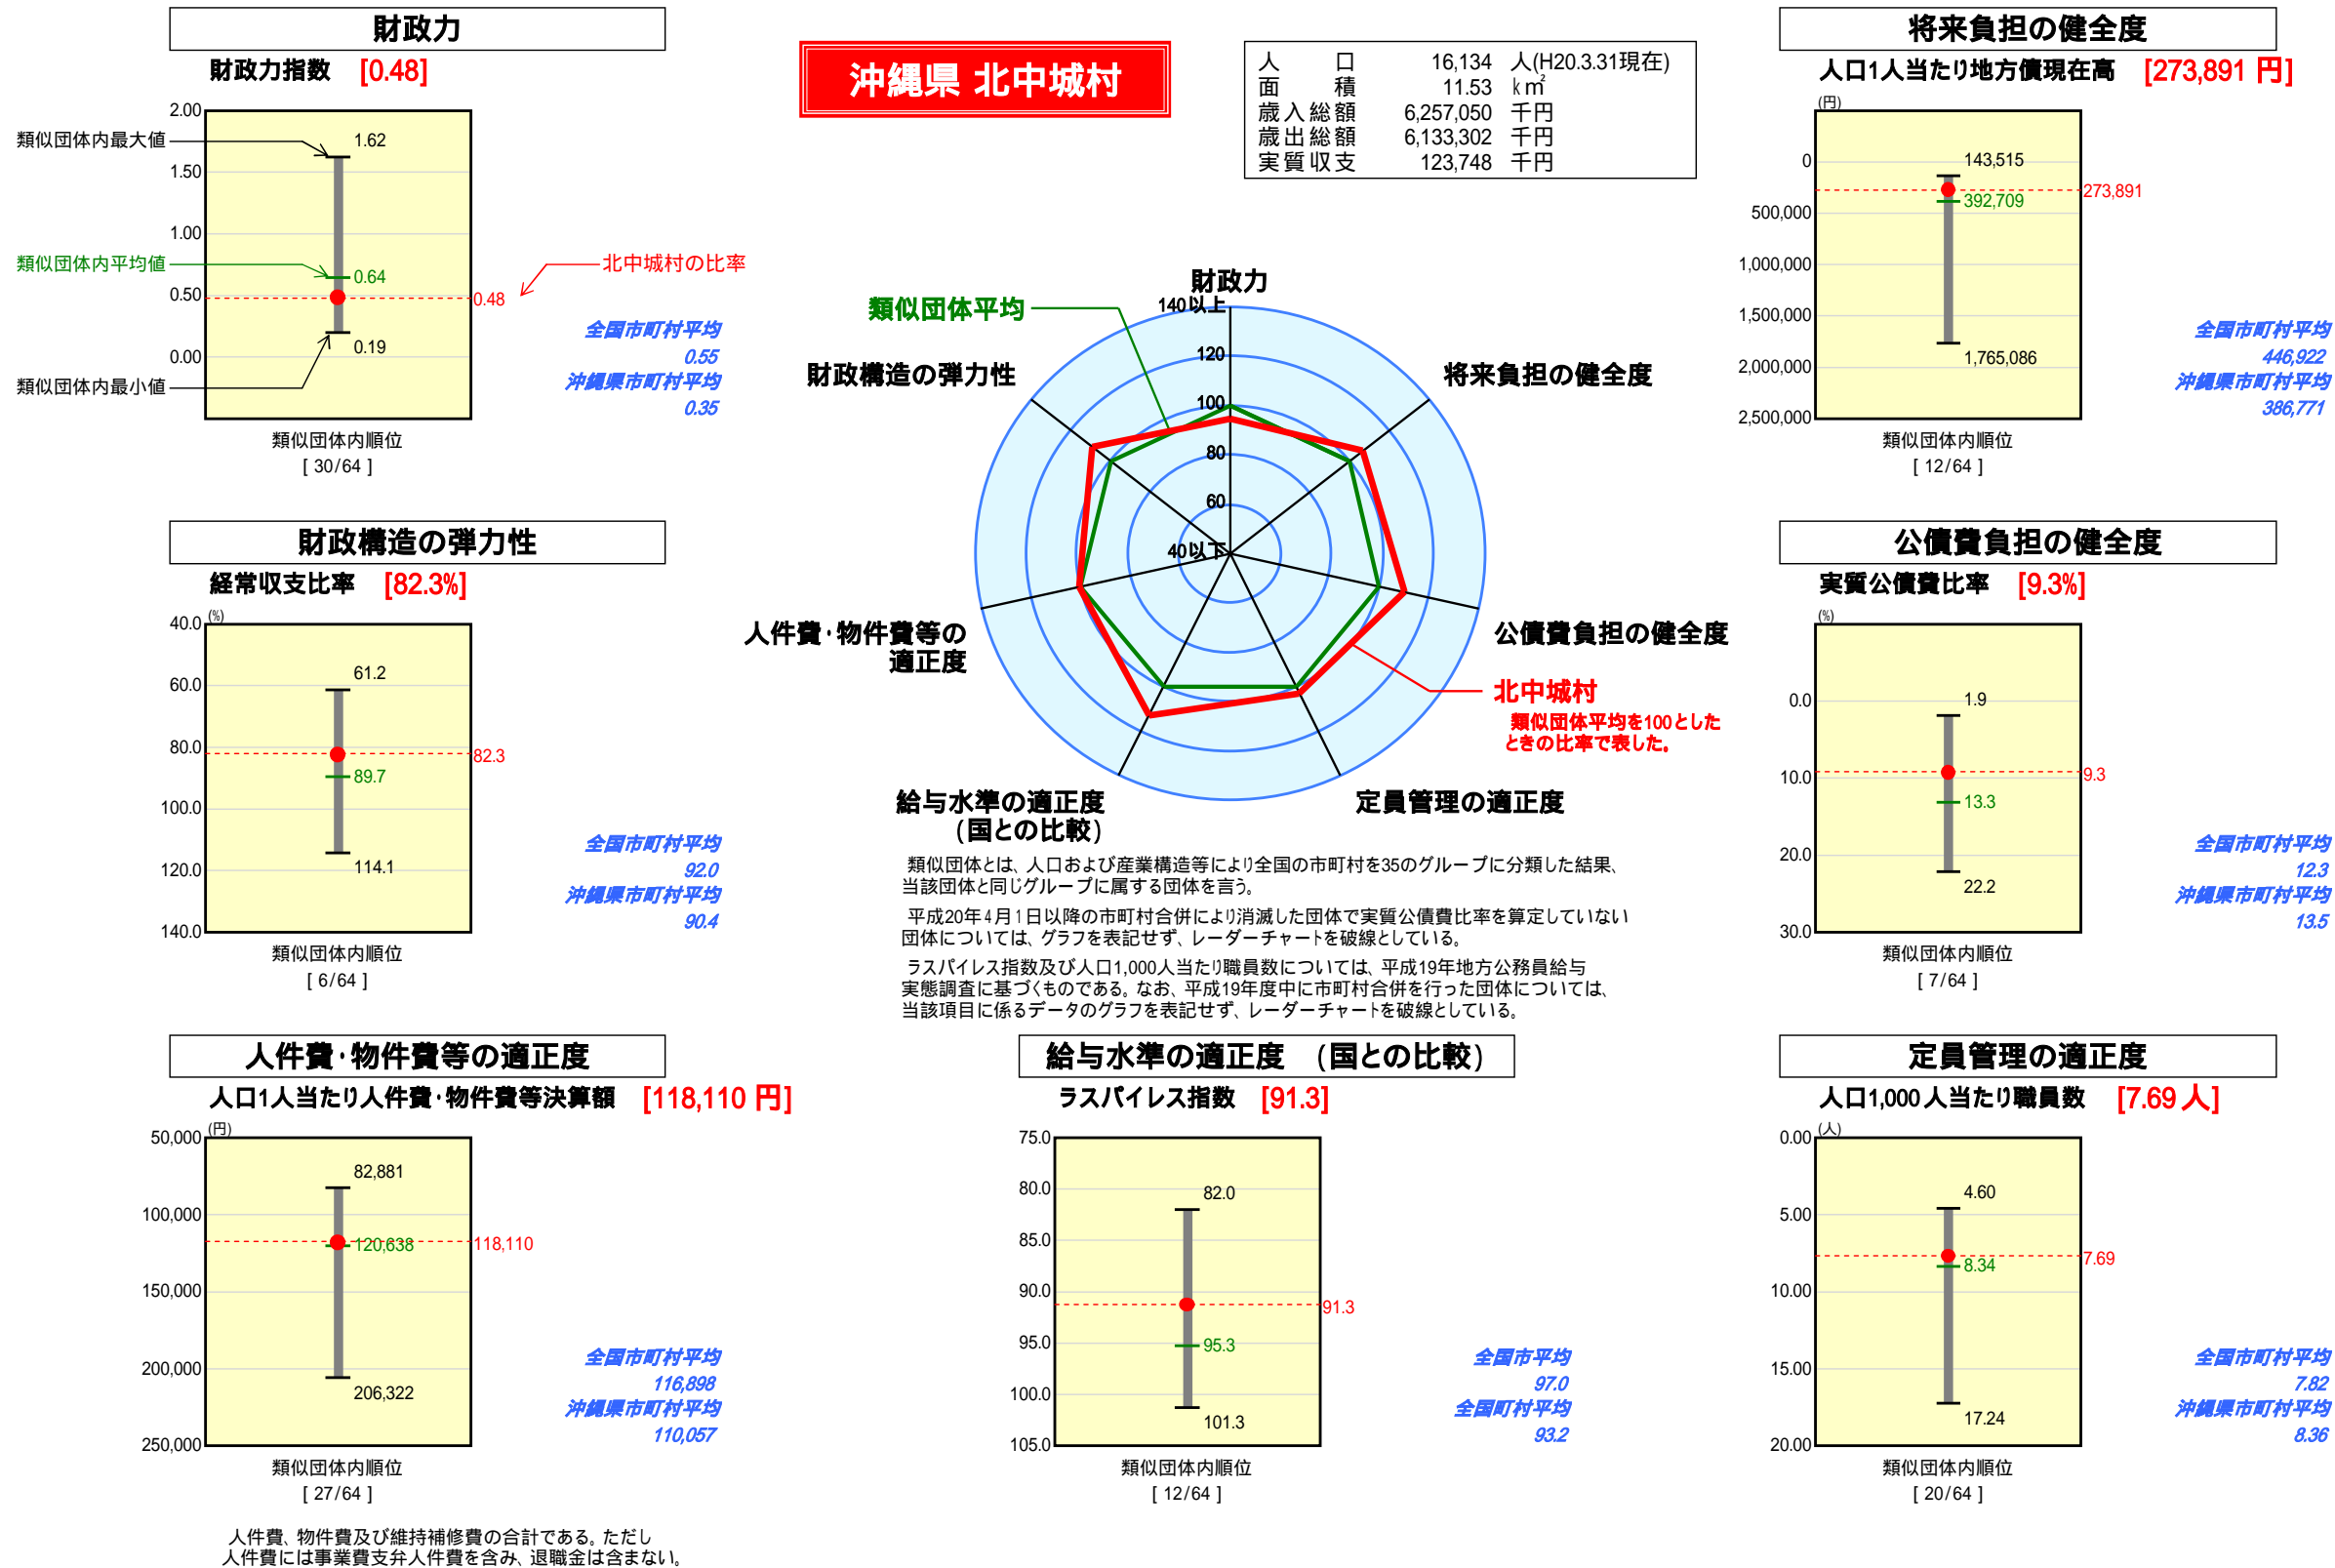 財政力
財政力指数 [0.48]
2.00
1.50
1.00
0.50
0.00
類似団体内最大値
類似団体内平均値
類似団体内最小値
1.62
0.64
0.19
0.48
北中城村の比率
全国市町村平均
0.55
沖縄県市町村平均
0.35
類似団体内順位
[ 30/64 ]
沖縄県 北中城村
人口 16,134 人(H20.3.31現在)
面積 11.53 k㎡
歳入総額 6,257,050 千円
歳出総額 6,133,302 千円
実質収支 123,748 千円
将来負担の健全度
人口1人当たり地方債現在高 [273,891 円]
(円)
0
500,000
1,000,000
1,500,000
2,000,000
2,500,000
143,515
392,709
1,765,086
273,891
全国市町村平均
446,922
沖縄県市町村平均
386,771
類似団体内順位
[ 12/64 ]
財政力
類似団体平均
140以上
120
100
80
60
40以下
財政構造の弾力性
将来負担の健全度
人件費･物件費等の
適正度
公債費負担の健全度
北中城村
類似団体平均を100とした
ときの比率で表した。
給与水準の適正度
(国との比較)
定員管理の適正度
財政構造の弾力性
経常収支比率 [82.3%]
(%)
40.0
60.0
80.0
100.0
120.0
140.0
61.2
89.7
114.1
82.3
全国市町村平均
92.0
沖縄県市町村平均
90.4
類似団体内順位
[ 6/64 ]
公債費負担の健全度
実質公債費比率 [9.3%]
(%)
0.0
10.0
20.0
30.0
1.9
13.3
22.2
9.3
全国市町村平均
12.3
沖縄県市町村平均
13.5
類似団体内順位
[ 7/64 ]
類似団体とは、人口および産業構造等により全国の市町村を35のグループに分類した結果、
当該団体と同じグループに属する団体を言う。
平成20年4月1日以降の市町村合併により消滅した団体で実質公債費比率を算定していない
団体については、グラフを表記せず、レーダーチャートを破線としている。
ラスパイレス指数及び人口1,000人当たり職員数については、平成19年地方公務員給与
実態調査に基づくものである。なお、平成19年度中に市町村合併を行った団体については、
当該項目に係るデータのグラフを表記せず、レーダーチャートを破線としている。
人件費･物件費等の適正度
人口1人当たり人件費･物件費等決算額 [118,110 円]
(円)
50,000
100,000
150,000
200,000
250,000
82,881
120,638
206,322
118,110
全国市町村平均
116,898
沖縄県市町村平均
110,057
類似団体内順位
[ 27/64 ]
人件費、物件費及び維持補修費の合計である。ただし
人件費には事業費支弁人件費を含み、退職金は含まない。
給与水準の適正度 (国との比較)
ラスパイレス指数 [91.3]
75.0
80.0
85.0
90.0
95.0
100.0
105.0
82.0
95.3
101.3
91.3
全国市平均
97.0
全国町村平均
93.2
類似団体内順位
[ 12/64 ]
定員管理の適正度
人口1,000人当たり職員数 [7.69 人]
(人)
0.00
5.00
10.00
15.00
20.00
4.60
8.34
17.24
7.69
全国市町村平均
7.82
沖縄県市町村平均
8.36
類似団体内順位
[ 20/64 ]